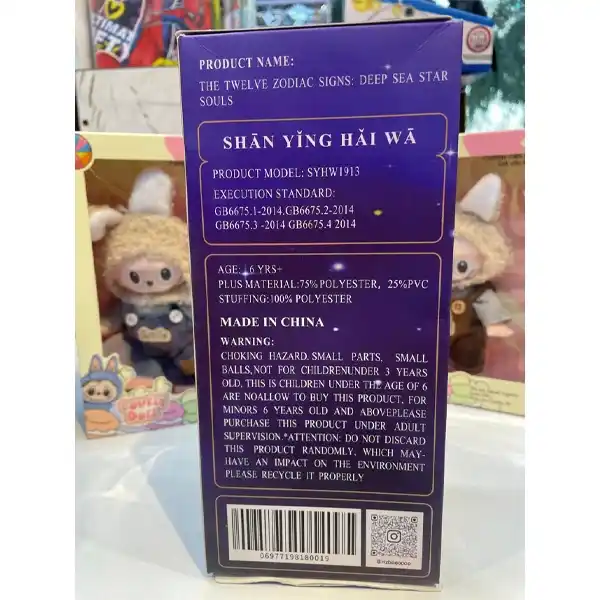 PRODUCT NAME:
THE TWELVE ZODIAC SIGNS: DEEP SEA STAR
SOULS
SHĀN YǏNG HǍI WĀ
PRODUCT MODEL: SYHW1913
EXECUTION STANDARD:
GB6675.1-2014.GB6675.2-2014
GB6675.3 -2014 GB6675.4 2014
AGE: 6 YRS+
PLUS MATERIAL:75% POLYESTER, 25%PVC
STUFFING:100% POLYESTER
MADE IN CHINA
WARNING:
CHOKING HAZARD. SMALL PARTS, SMALL
BALLS,NOT FOR CHILDRENUNDER 3 YEARS
OLD, THIS IS CHILDREN UNDER THE AGE OF 6
ARE NOALLOW TO BUY THIS PRODUCT, FOR
MINORS 6 YEARS OLD AND ABOVEPLEASE
PURCHASE THIS PRODUCT UNDER ADULT
SUPERVISION.*ATTENTION: DO NOT DISCARD
THIS PRODUCT RANDOMLY, WHICH MAY-
HAVE AN IMPACT ON THE ENVIRONMENT
PLEASE RECYCLE IT PROPERLY
06977198180019